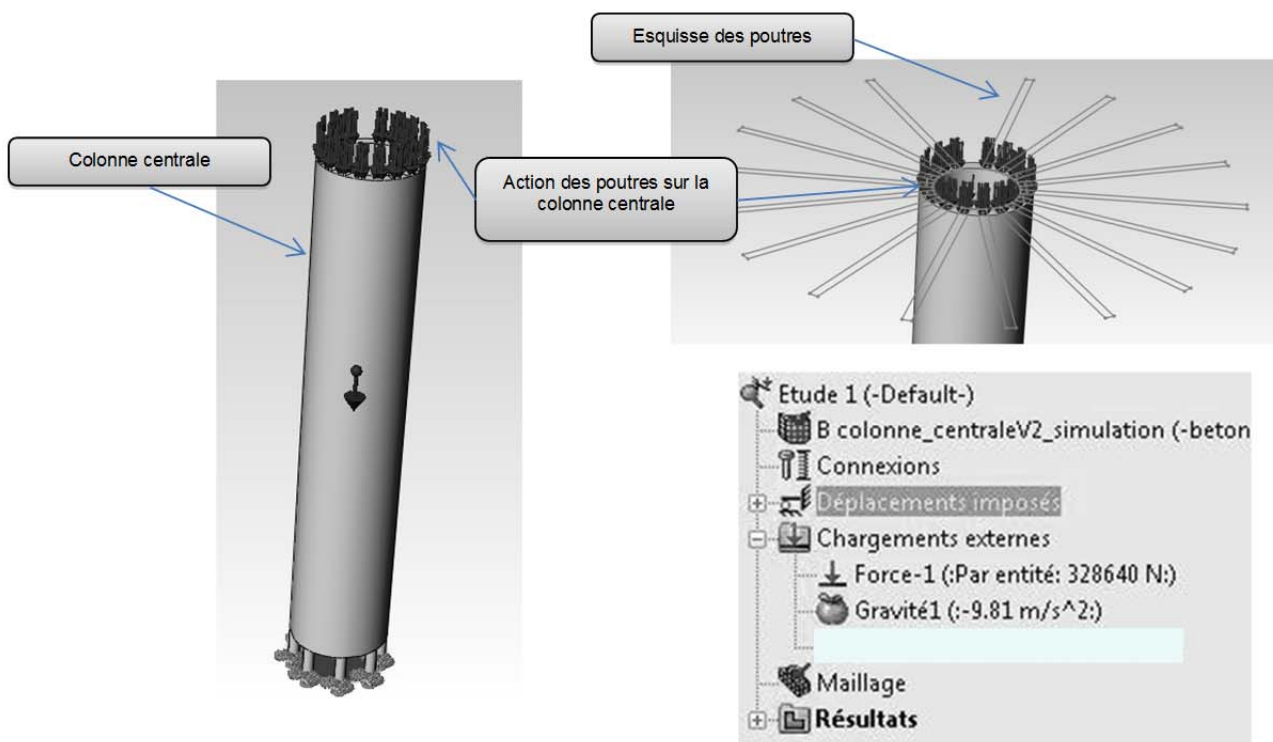 Esquisse des poutres
Colonne centrale
Action des poutres sur la
colonne centrale
Etude 1 (-Default-)
B colonne_centraleV2_simulation (-beton
Connexions
Déplacements imposés
Chargements externes
Force-1 (:Par entité: 328640 N:)
Gravité1 (:-9.81 m/s^2:)
Maillage
Résultats